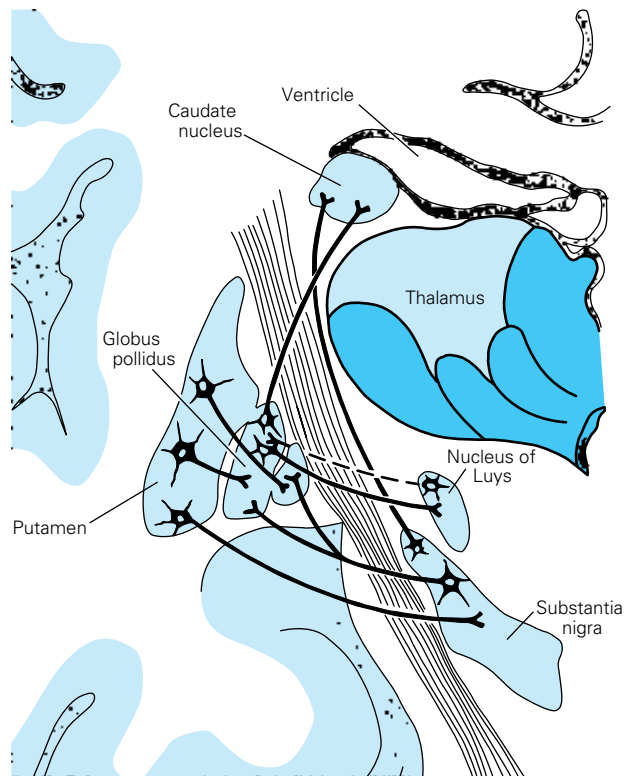 Ventricle
Caudate
nucleus
Thalamus
Globus
pollidus
Nucleus of
Luys
Putamen
Substantia
nigra